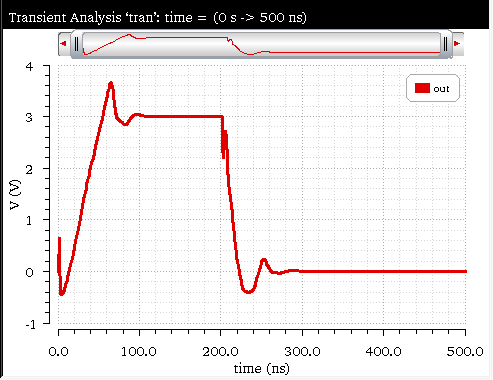 Transient Analysis ‘tran’: time = (0 s -> 500 ns)
4
out
3
2
V (V)
1
0
-1
0.0 100.0 200.0 300.0 400.0 500.0
time (ns)